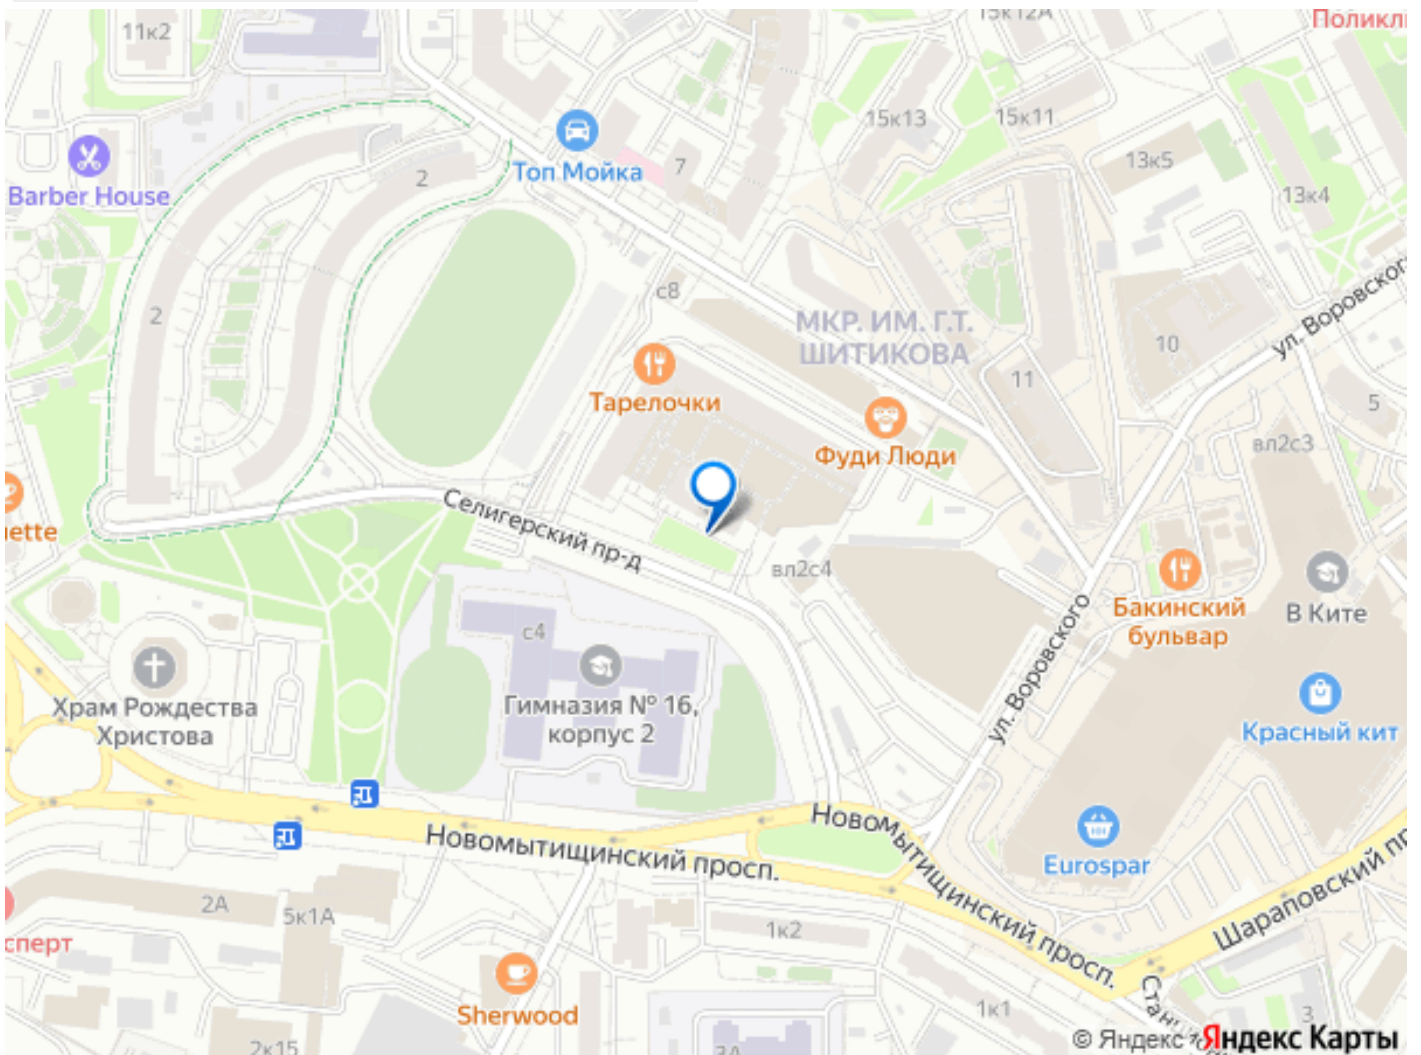 11к2
15к12А
Поликл
15к13
15к11
Топ Мойка
7
13к5
13к4
Barber House
2
2
с8
МКР. ИМ. Г.Т.
ШИТИКОВА
ул. Воровского
10
11
5
Тарелочки
Фуди Люди
вл2с3
ette
Селигерский пр-д
вл2с4
В Ките
Бакинский
бульвар
с4
Гимназия № 16,
корпус 2
ул. Воровского
Храм Рождества
Христова
Красный кит
Новомытищинский просп.
Новомытищинский просп.
Eurospar
Шараповский пр
2А
5к1А
1к2
сперт
Sherwood
1к1
3
2к15
3А
© Яндекс
Яндекс Карты